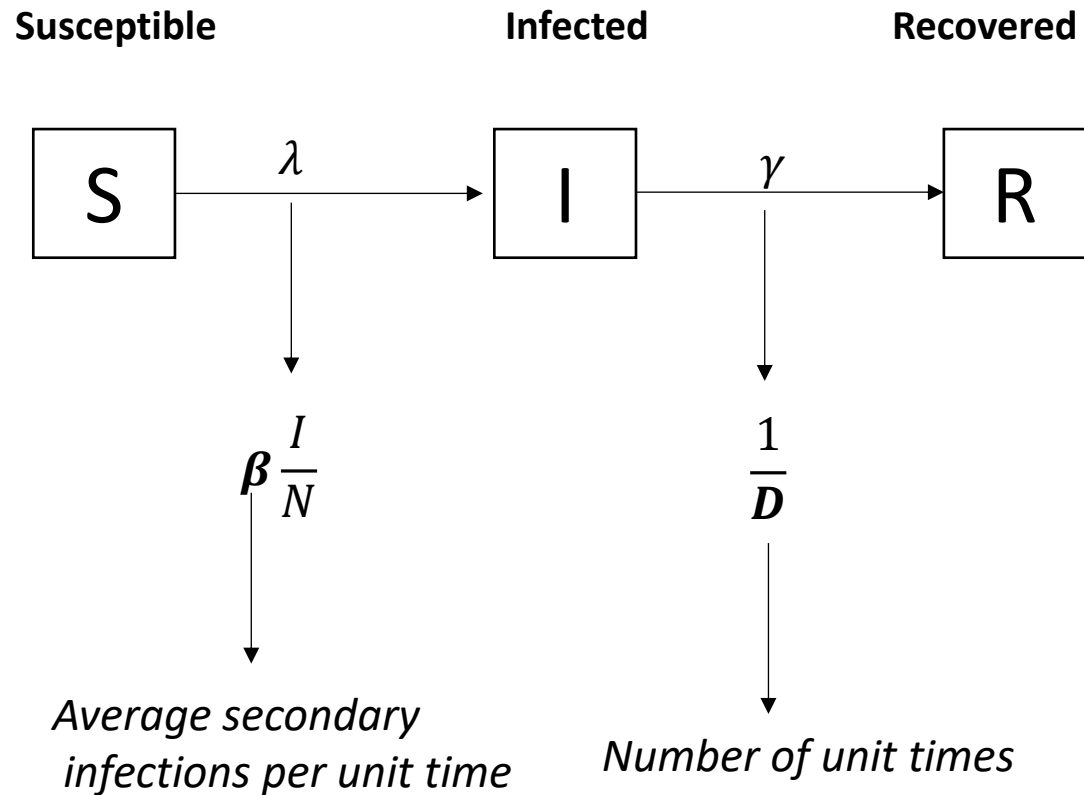 Susceptible Infected Recovered
λ γ
S I R
β I/N 1/D
Average secondary
infections per unit time
Number of unit times